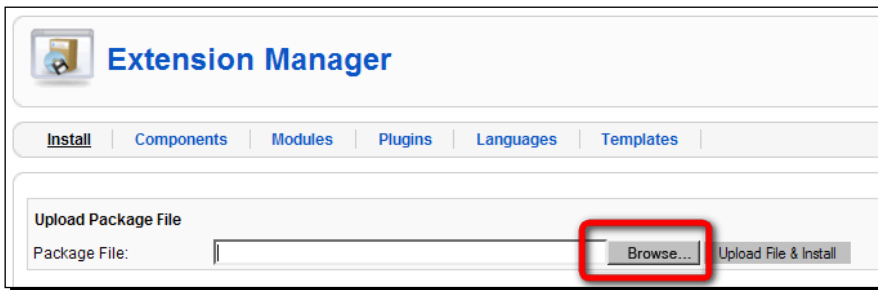 Extension Manager
Install Components Modules Plugins Languages Templates
Upload Package File
Package File: Browse... Upload File & Install